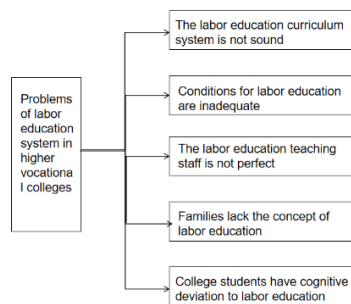 Problems
of labor
education
system in
higher
vocationa
l colleges
The labor education curriculum
system is not sound
Conditions for labor education
are inadequate
The labor education teaching
staff is not perfect
Families lack the concept of
labor education
College students have cognitive
deviation to labor education